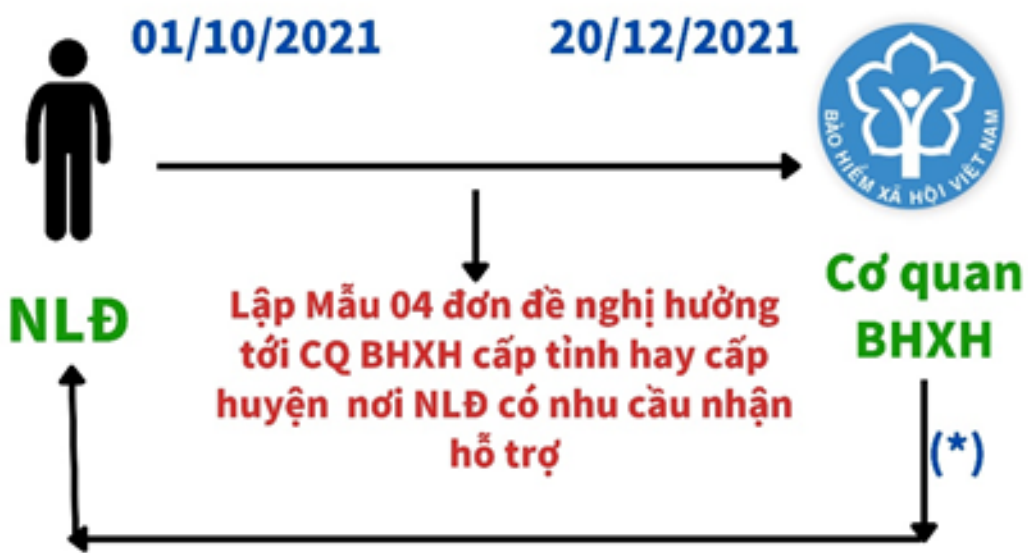 01/10/2021 20/12/2021
BẢO HIỂM XÃ HỘI VIỆT NAM
NLĐ
Lập Mẫu 04 đơn đề nghị hưởng
tới CQ BHXH cấp tỉnh hay cấp
huyện nơi NLĐ có nhu cầu nhận
hỗ trợ
Cơ quan
BHXH
(*)